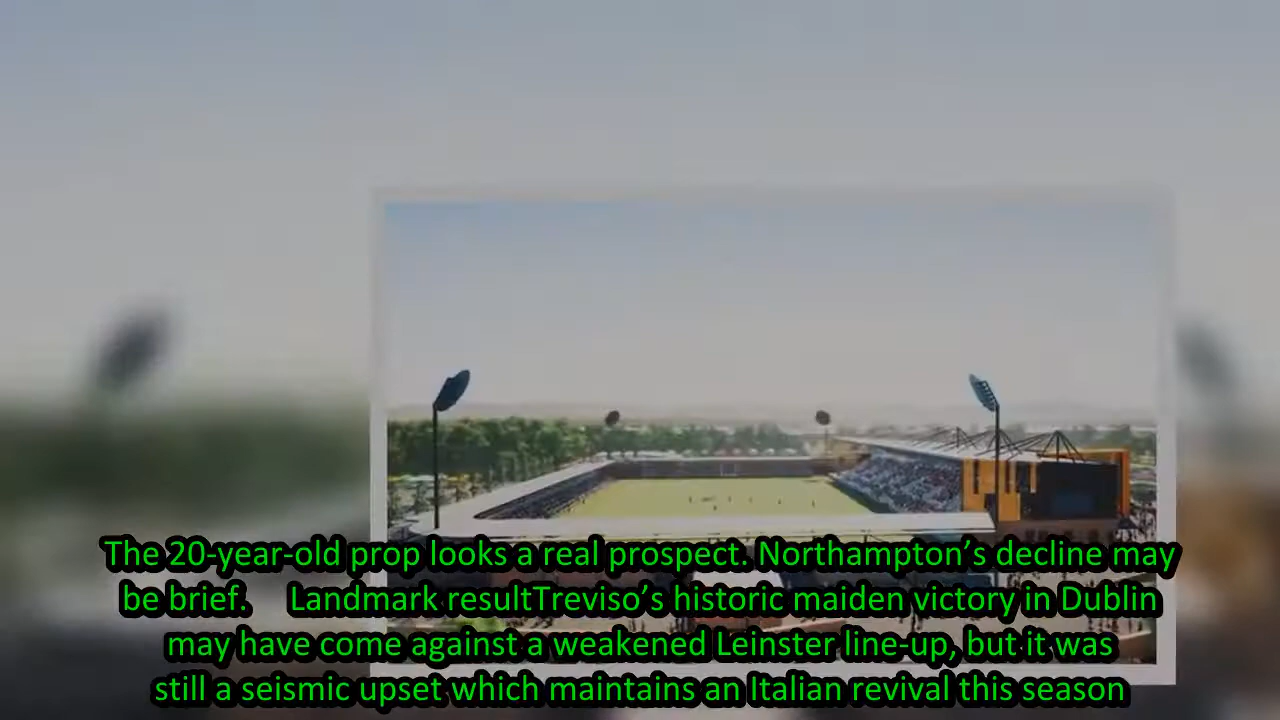 The 20-year-old prop looks a real prospect. Northampton’s decline may
be brief. Landmark resultTreviso’s historic maiden victory in Dublin
may have come against a weakened Leinster line-up, but it was
still a seismic upset which maintains an Italian revival this season